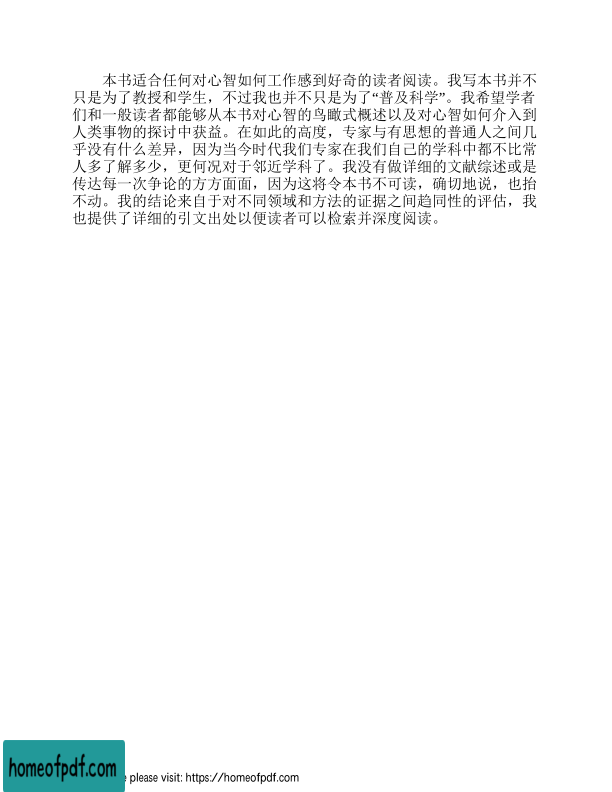 本书适合任何对心智如何工作感到好奇的读者阅读。我写本书并不
只是为了教授和学生，不过我也并不只是为了“普及科学”。我希望学者
们和一般读者都能够从本书对心智的鸟瞰式概述以及对心智如何介入到
人类事物的探讨中获益。在如此的高度，专家与有思想的普通人之间几
乎没有什么差异，因为当今时代我们专家在我们自己的学科中都不比常
人多了解多少，更何况对于邻近学科了。我没有做详细的文献综述或是
传达每一次争论的方方面面，因为这将令本书不可读，确切地说，也抬
不动。我的结论来自于对不同领域和方法的证据之间趋同性的评估，我
也提供了详细的引文出处以便读者可以检索并深度阅读。
homeofpdf.com
please visit: https://homeofpdf.com